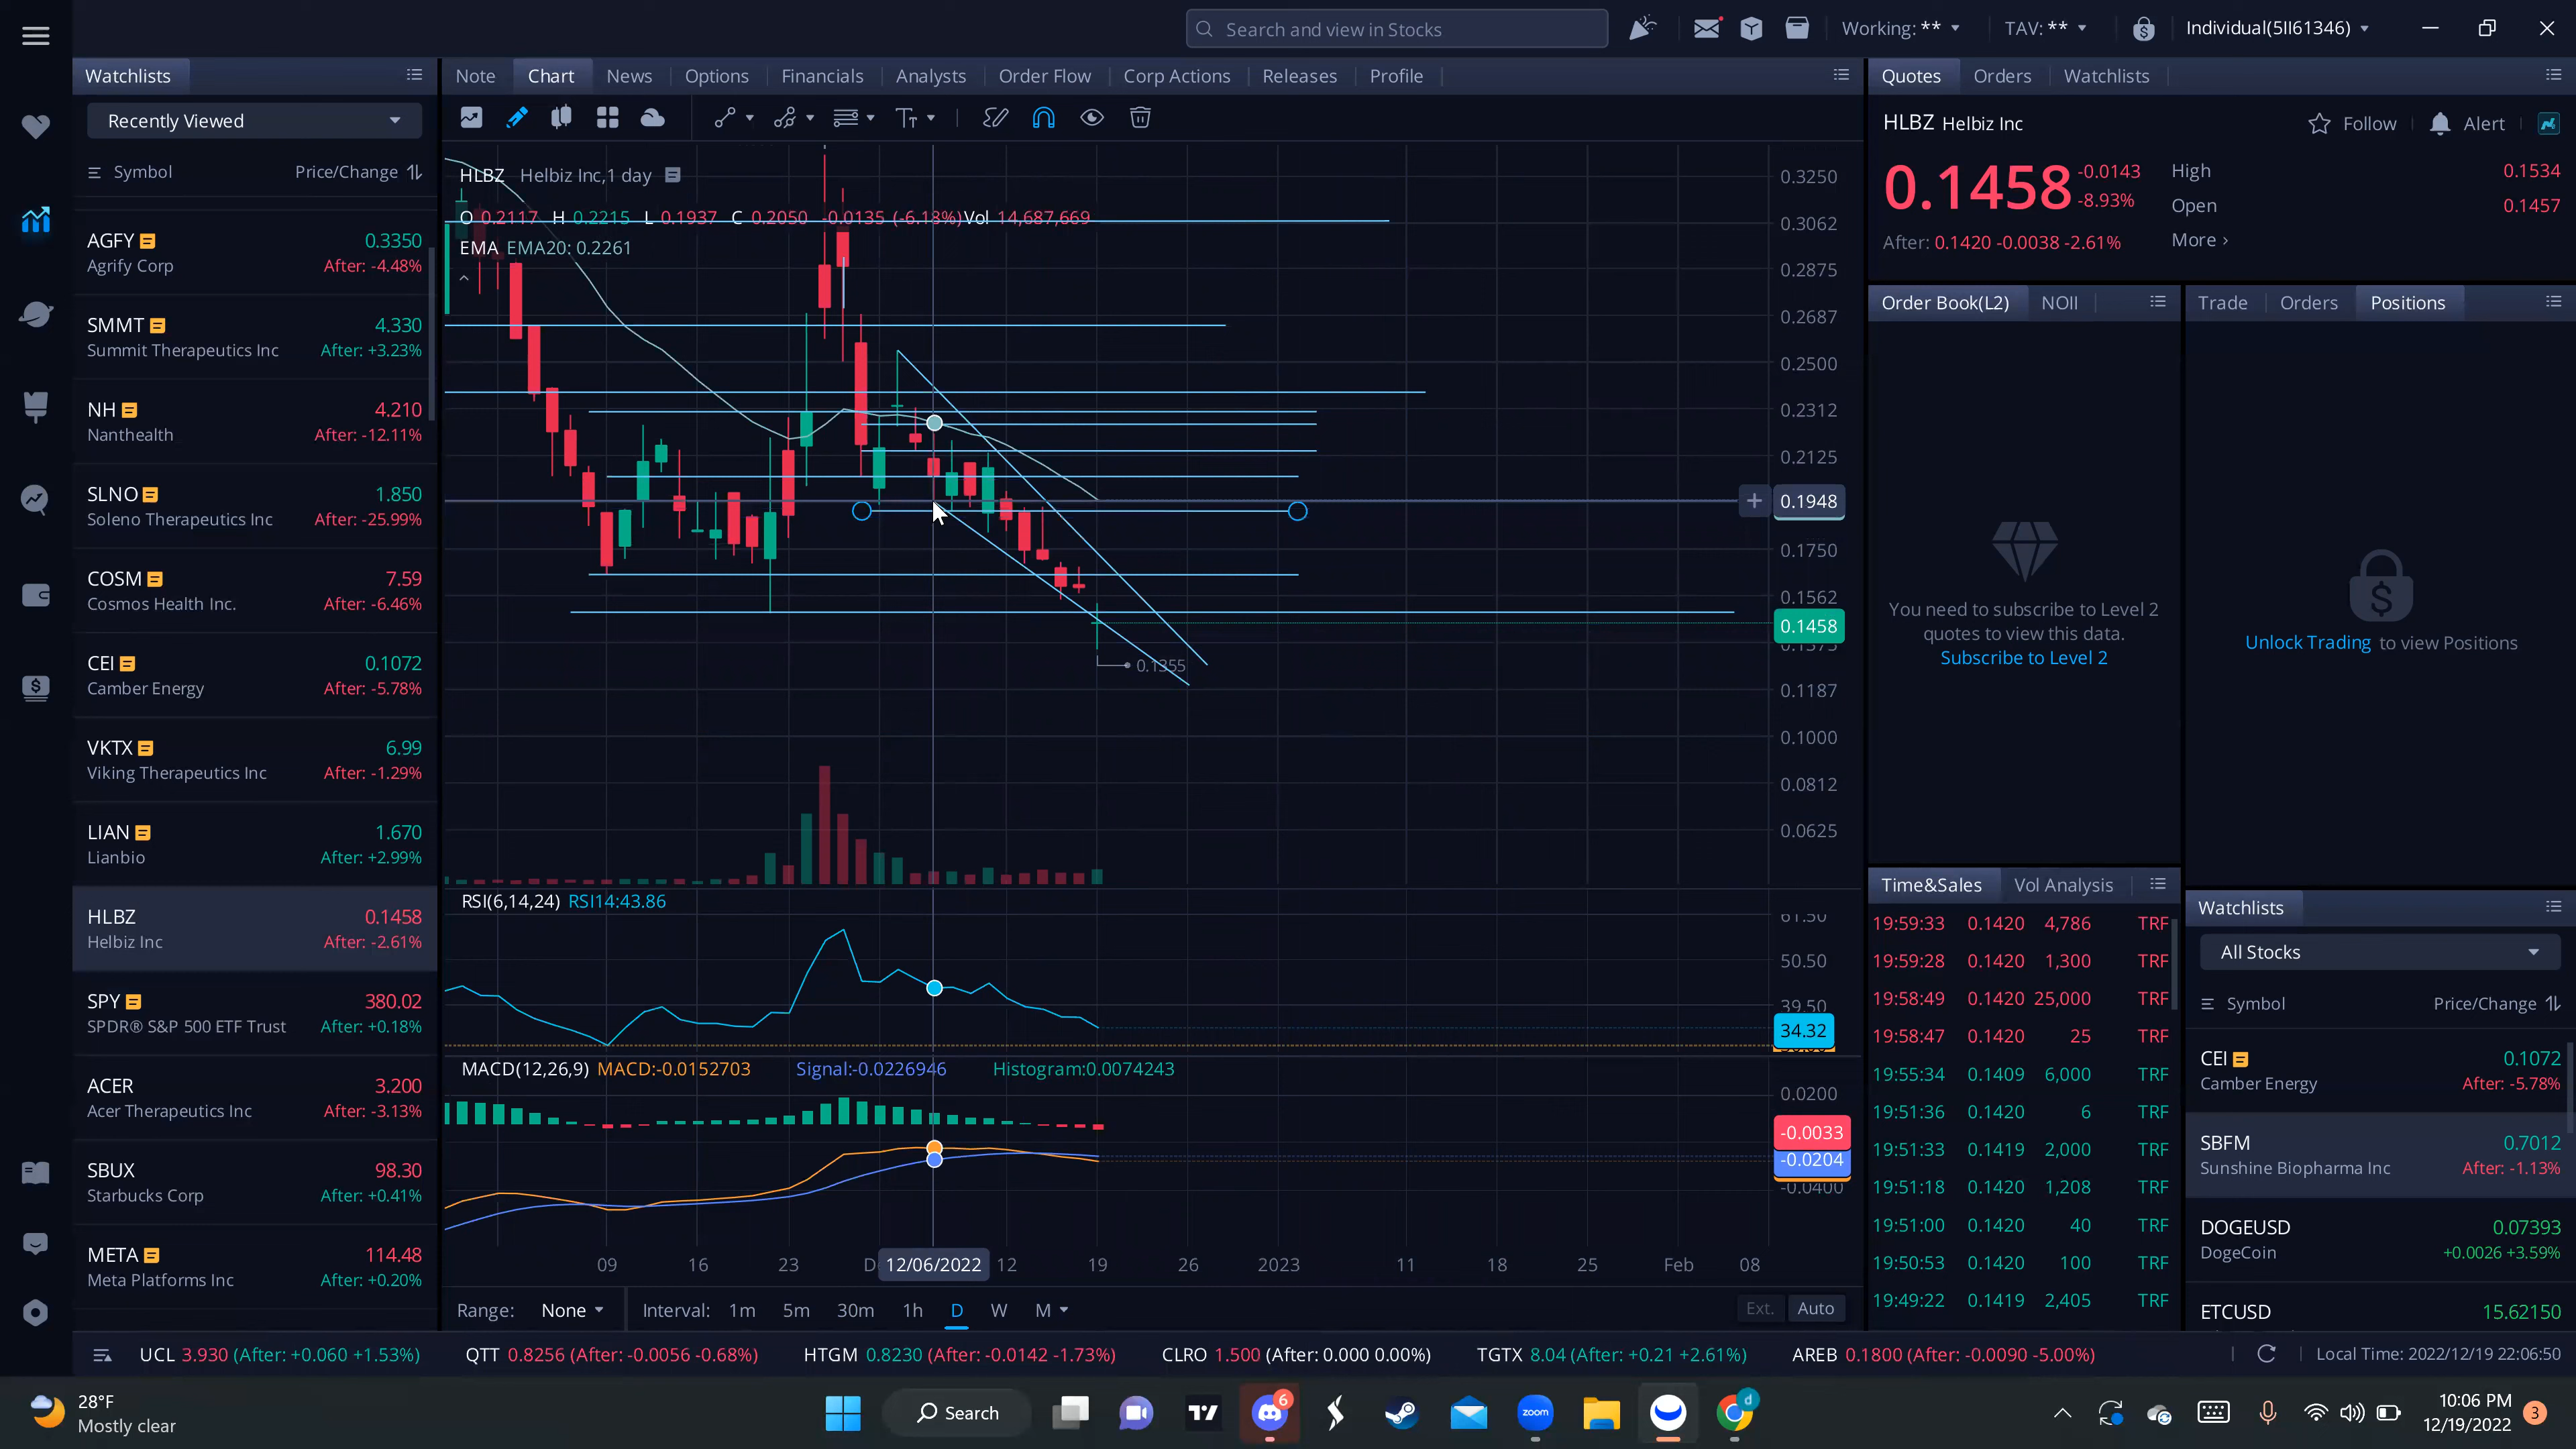 Search and view in Stocks
Working: **
TAV: **
Individual(5II61346)
Watchlists
Note Chart News Options Financials Analysts Order Flow Corp Actions Releases Profile
Quotes Orders Watchlists
Recently Viewed
Symbol Price/Change
AGFY 0.3350
Agrify Corp After: -4.48%
SMMT 4.330
Summit Therapeutics Inc After: +3.23%
NH 4.210
Nanthealth After: -12.11%
SLNO 1.850
Soleno Therapeutics Inc After: -25.99%
COSM 7.59
Cosmos Health Inc. After: -6.46%
CEI 0.1072
Camber Energy After: -5.78%
VKTX 6.99
Viking Therapeutics Inc After: -1.29%
LIAN 1.670
Lianbio After: +2.99%
HLBZ 0.1458
Helbiz Inc After: -2.61%
SPY 380.02
SPDR® S&P 500 ETF Trust After: +0.18%
ACER 3.200
Acer Therapeutics Inc After: -3.13%
SBUX 98.30
Starbucks Corp After: +0.41%
META 114.48
Meta Platforms Inc After: +0.20%
HLBZ Helbiz Inc,1 day
O 0.2117 H 0.2215 L 0.1937 C 0.2050 -0.0135 (-6.18%) Vol 14,687,669
EMA EMA20: 0.2261
0.3250
0.3062
0.2875
0.2687
0.2500
0.2312
0.2125
0.1948
0.1750
0.1562
0.1458
0.1375
0.1355
0.1187
0.1000
0.0812
0.0625
RSI(6,14,24) RSI14:43.86
61.50
50.50
39.50
34.32
MACD(12,26,9) MACD:-0.0152703 Signal:-0.0226946 Histogram:0.0074243
0.0200
-0.0033
-0.0204
-0.0400
09 16 23 D 12/06/2022 12 19 26 2023 11 18 25 Feb 08
Range: None Interval: 1m 5m 30m 1h D W M
Ext. Auto
HLBZ Helbiz Inc
Follow Alert
0.1458 -0.0143
-8.93%
After: 0.1420 -0.0038 -2.61%
High 0.1534
Open 0.1457
More
Order Book(L2) NOII
You need to subscribe to Level 2
quotes to view this data.
Subscribe to Level 2
Trade Orders Positions
Unlock Trading to view Positions
Time&Sales Vol Analysis
19:59:33 0.1420 4,786 TRF
19:59:28 0.1420 1,300 TRF
19:58:49 0.1420 25,000 TRF
19:58:47 0.1420 25 TRF
19:55:34 0.1409 6,000 TRF
19:51:36 0.1420 6 TRF
19:51:33 0.1419 2,000 TRF
19:51:18 0.1420 1,208 TRF
19:51:00 0.1420 40 TRF
19:50:53 0.1420 100 TRF
19:49:22 0.1419 2,405 TRF
Watchlists
All Stocks
Symbol Price/Change
CEI 0.1072
Camber Energy After: -5.78%
SBFM 0.7012
Sunshine Biopharma Inc After: -1.13%
DOGEUSD 0.07393
DogeCoin +0.0026 +3.59%
ETCUSD 15.62150
UCL 3.930 (After: +0.060 +1.53%) QTT 0.8256 (After: -0.0056 -0.68%) HTGM 0.8230 (After: -0.0142 -1.73%) CLRO 1.500 (After: 0.000 0.00%) TGTX 8.04 (After: +0.21 +2.61%) AREB 0.1800 (After: -0.0090 -5.00%)
Local Time: 2022/12/19 22:06:50
28°F
Mostly clear
Search
6
zoom
d
10:06 PM
12/19/2022
3